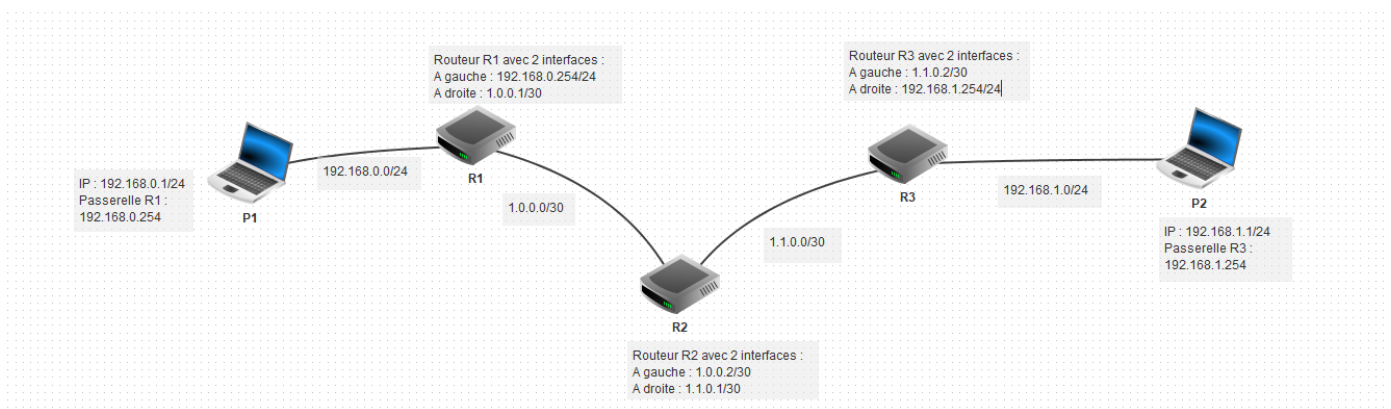 Routeur R1 avec 2 interfaces :
A gauche : 192.168.0.254/24
A droite : 1.0.0.1/30
Routeur R3 avec 2 interfaces :
A gauche : 1.1.0.2/30
A droite : 192.168.1.254/24
IP : 192.168.0.1/24
Passerelle R1 :
192.168.0.254
P1
192.168.0.0/24
R1
1.0.0.0/30
R2
Routeur R2 avec 2 interfaces :
A gauche : 1.0.0.2/30
A droite : 1.1.0.1/30
1.1.0.0/30
R3
192.168.1.0/24
P2
IP : 192.168.1.1/24
Passerelle R3 :
192.168.1.254